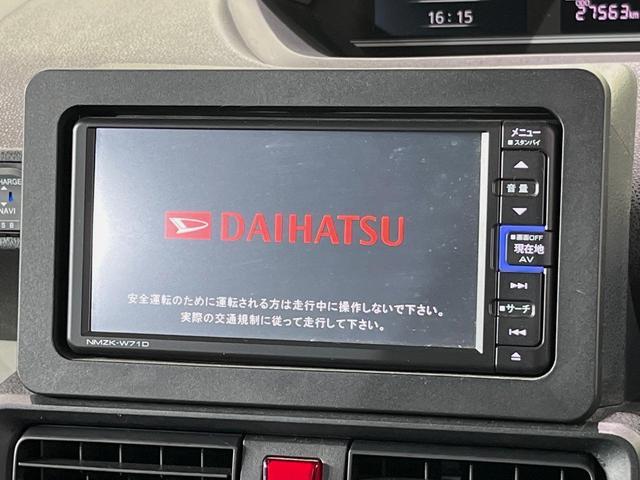 16:15
27563km
CHARGE
NAVI
USB
メニュー
■スタンバイ
音量
DAIHATSU
■画面OFF
現在地
AV
安全運転のために運転される方は走行中に操作しないで下さい。
実際の交通規制に従って走行して下さい。
■サーチ
NMZK-W71D